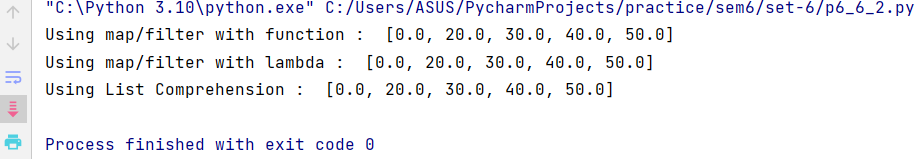 "C:\Python 3.10\python.exe" C:/Users/ASUS/PycharmProjects/practice/sem6/set-6/p6_6_2.py
Using map/filter with function :  [0.0, 20.0, 30.0, 40.0, 50.0]
Using map/filter with lambda :  [0.0, 20.0, 30.0, 40.0, 50.0]
Using List Comprehension :  [0.0, 20.0, 30.0, 40.0, 50.0]
Process finished with exit code 0